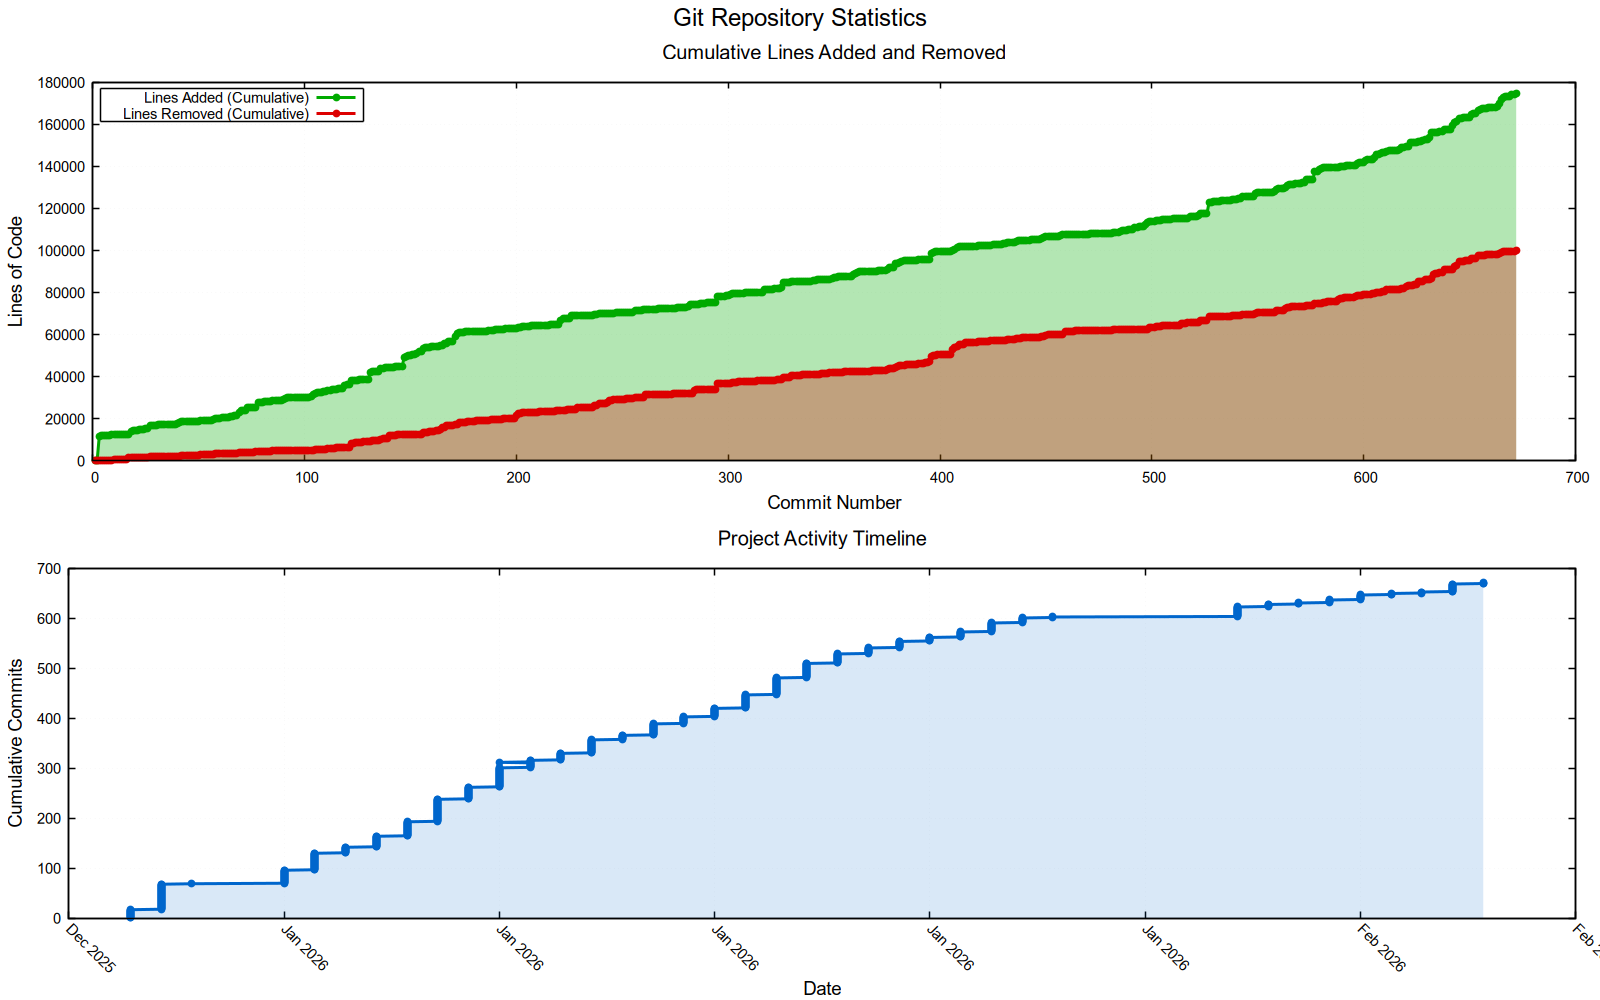 Git Repository Statistics
Cumulative Lines Added and Removed
Lines Added (Cumulative)
Lines Removed (Cumulative)
Lines of Code
180000
160000
140000
120000
100000
80000
60000
40000
20000
0
0 100 200 300 400 500 600 700
Commit Number
Project Activity Timeline
Cumulative Commits
700
600
500
400
300
200
100
0
Dec 2025 Jan 2026 Jan 2026 Jan 2026 Jan 2026 Jan 2026 Feb 2026 Feb
Date